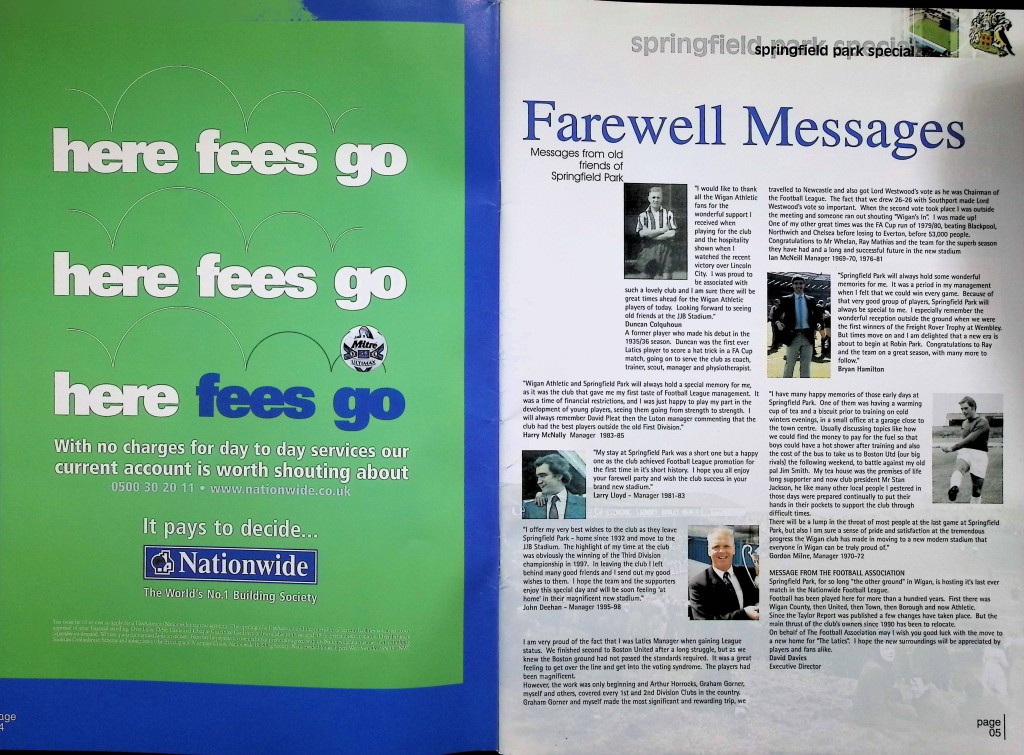 here fees go
here fees go
Mitre
ULTIMAX
here fees go
With no charges for day to day services our
current account is worth shouting about
0500 30 20 11 • www.nationwide.co.uk
It pays to decide...
Nationwide
The World's No.1 Building Society
age
4
springfield park special
springfield park special
page
05
Farewell Messages
Messages from old
friends of
Springfield Park
"I would like to thank
all the Wigan Athletic
fans for the
wonderful support I
received when
playing for the club
and the hospitality
shown when I
watched the recent
victory over Lincoln
City. I was proud to
be associated with
such a lovely club and I am sure there will be
great times ahead for the Wigan Athletic
players of today. Looking forward to seeing
old friends at the JJB Stadium."
Duncan Colquhoun
A former player who made his debut in the
1935/36 season. Duncan was the first ever
Latics player to score a hat trick in a FA Cup
match, going on to serve the club as coach,
trainer, scout, manager and physiotherapist.
"Wigan Athletic and Springfield Park will always hold a special memory for me,
as it was the club that gave me my first taste of Football League management. It
was a time of financial restrictions, and I was just happy to play my part in the
development of young players, seeing them going from strength to strength. I
will always remember David Pleat then the Luton manager commenting that the
club had the best players outside the old First Division."
Harry McNally Manager 1983-85
"My stay at Springfield Park was a short one but a happy
one as the club achieved Football League promotion for
the first time in it's short history. I hope you all enjoy
your farewell party and wish the club success in your
brand new stadium."
Larry Lloyd - Manager 1981-83
"I offer my very best wishes to the club as they leave
Springfield Park - home since 1932 and move to the
JJB Stadium. The highlight of my time at the club
was obviously the winning of the Third Division
championship in 1997. In leaving the club I left
behind many good friends and I send out my good
wishes to them. I hope the team and the supporters
enjoy this special day and will be soon feeling 'at
home' in their magnificent new stadium."
John Deehan - Manager 1995-98
I am very proud of the fact that I was Latics Manager when gaining League
status. We finished second to Boston United after a long struggle, but as we
knew the Boston ground had not passed the standards required. It was a great
feeling to get over the line and get into the voting syndrome. The players had
been magnificent.
However, the work was only beginning and Arthur Horrocks, Graham Gorner,
myself and others, covered every 1st and 2nd Division Clubs in the country.
Graham Gorner and myself made the most significant and rewarding trip, we
travelled to Newcastle and also got Lord Westwood's vote as he was Chairman of
the Football League. The fact that we drew 26-26 with Southport made Lord
Westwood's vote so important. When the second vote took place I was outside
the meeting and someone ran out shouting "Wigan's In". I was made up!
One of my other great times was the FA Cup run of 1979/80, beating Blackpool,
Northwich and Chelsea before losing to Everton, before 53,000 people.
Congratulations to Mr Whelan, Ray Mathias and the team for the superb season
they have had and a long and successful future in the new stadium
Ian McNeill Manager 1969-70, 1976-81
"Springfield Park will always hold some wonderful
memories for me. It was a period in my management
when I felt that we could win every game. Because of
that very good group of players, Springfield Park will
always be special to me. I especially remember the
wonderful reception outside the ground when we were
the first winners of the Freight Rover Trophy at Wembley.
But times move on and I am delighted that a new era is
about to begin at Robin Park. Congratulations to Ray
and the team on a great season, with many more to
follow."
Bryan Hamilton
"I have many happy memories of those early days at
Springfield Park. One of them was having a warming
cup of tea and a biscuit prior to training on cold
winters evenings, in a small office at a garage close to
the town centre. Usually discussing topics like how
we could find the money to pay for the fuel so that
boys could have a hot shower after training and also
the cost of the bus to take us to Boston Utd (our big
rivals) the following weekend, to battle against my old
pal Jim Smith. My tea house was the premises of life
long supporter and now club president Mr Stan
Jackson, he like many other local people I pestered in
those days were prepared continually to put their
hands in their pockets to support the club through
difficult times.
There will be a lump in the throat of most people at the last game at Springfield
Park, but also I am sure a sense of pride and satisfaction at the tremendous
progress the Wigan club has made in moving to a new modern stadium that
everyone in Wigan can be truly proud of."
Gordon Milne, Manager 1970-72
MESSAGE FROM THE FOOTBALL ASSOCIATION
Springfield Park, for so long "the other ground" in Wigan, is hosting it's last ever
match in the Nationwide Football League.
Football has been played here for more than a hundred years. First there was
Wigan County, then United, then Town, then Borough and now Athletic.
Since the Taylor Report was published a few changes have taken place. But the
main thrust of the club's owners since 1990 has been to relocate.
On behalf of The Football Association may I wish you good luck with the move to
a new home for "The Latics". I hope the new surroundings will be appreciated by
players and fans alike.
David Davies
Executive Director
page
05